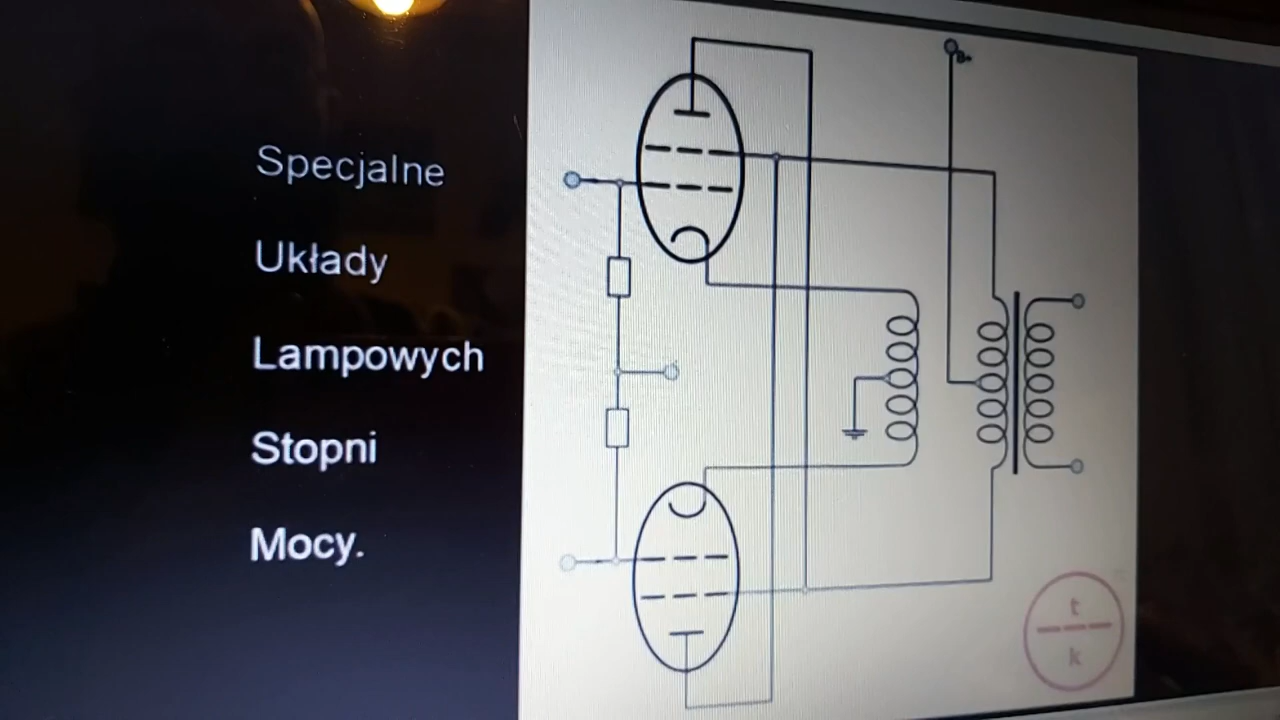 Specjalne
Układy
Lampowych
Stopni
Mocy.
B+
t
k